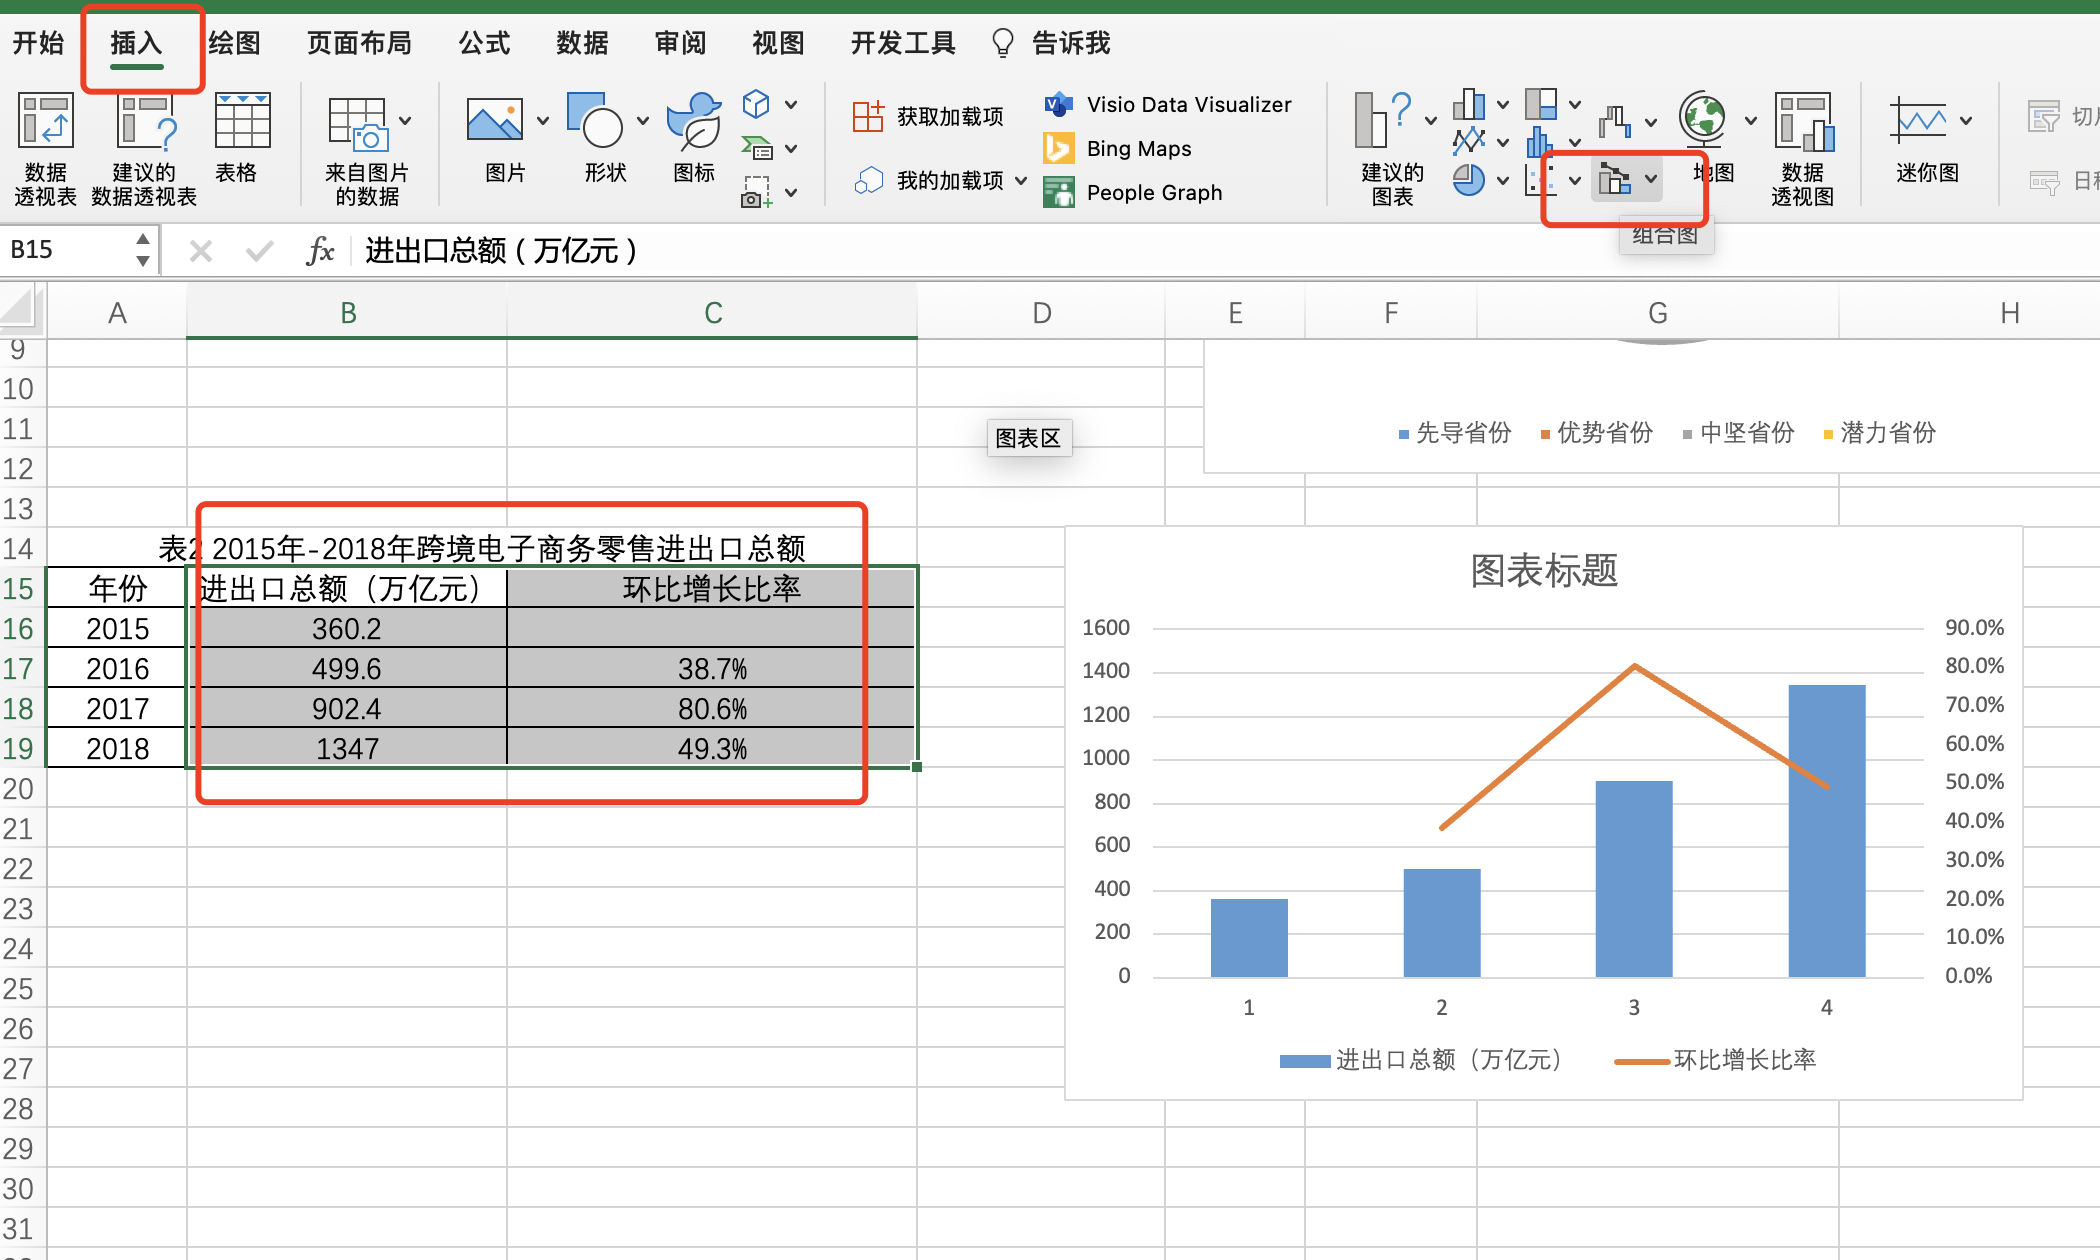 开始 插入 绘图 页面布局 公式 数据 审阅 视图 开发工具 告诉我
数据
透视表
建议的
数据透视表
表格
来自图片
的数据
图片
形状
图标
获取加载项
我的加载项
Visio Data Visualizer
Bing Maps
People Graph
建议的
图表
地图
数据
透视图
迷你图
B15
fx
进出口总额（万亿元）
组合图
A B C D E F G H
9
10
11
图表区
先导省份 优势省份 中坚省份 潜力省份
12
13
14 表2 2015年-2018年跨境电子商务零售进出口总额
15 年份 进出口总额（万亿元） 环比增长比率
16 2015 360.2
17 2016 499.6 38.7%
18 2017 902.4 80.6%
19 2018 1347 49.3%
20
21
22
23
24
25
26
27
28
29
30
31
图表标题
1600
1400
1200
1000
800
600
400
200
0
90.0%
80.0%
70.0%
60.0%
50.0%
40.0%
30.0%
20.0%
10.0%
0.0%
1 2 3 4
进出口总额（万亿元） 环比增长比率